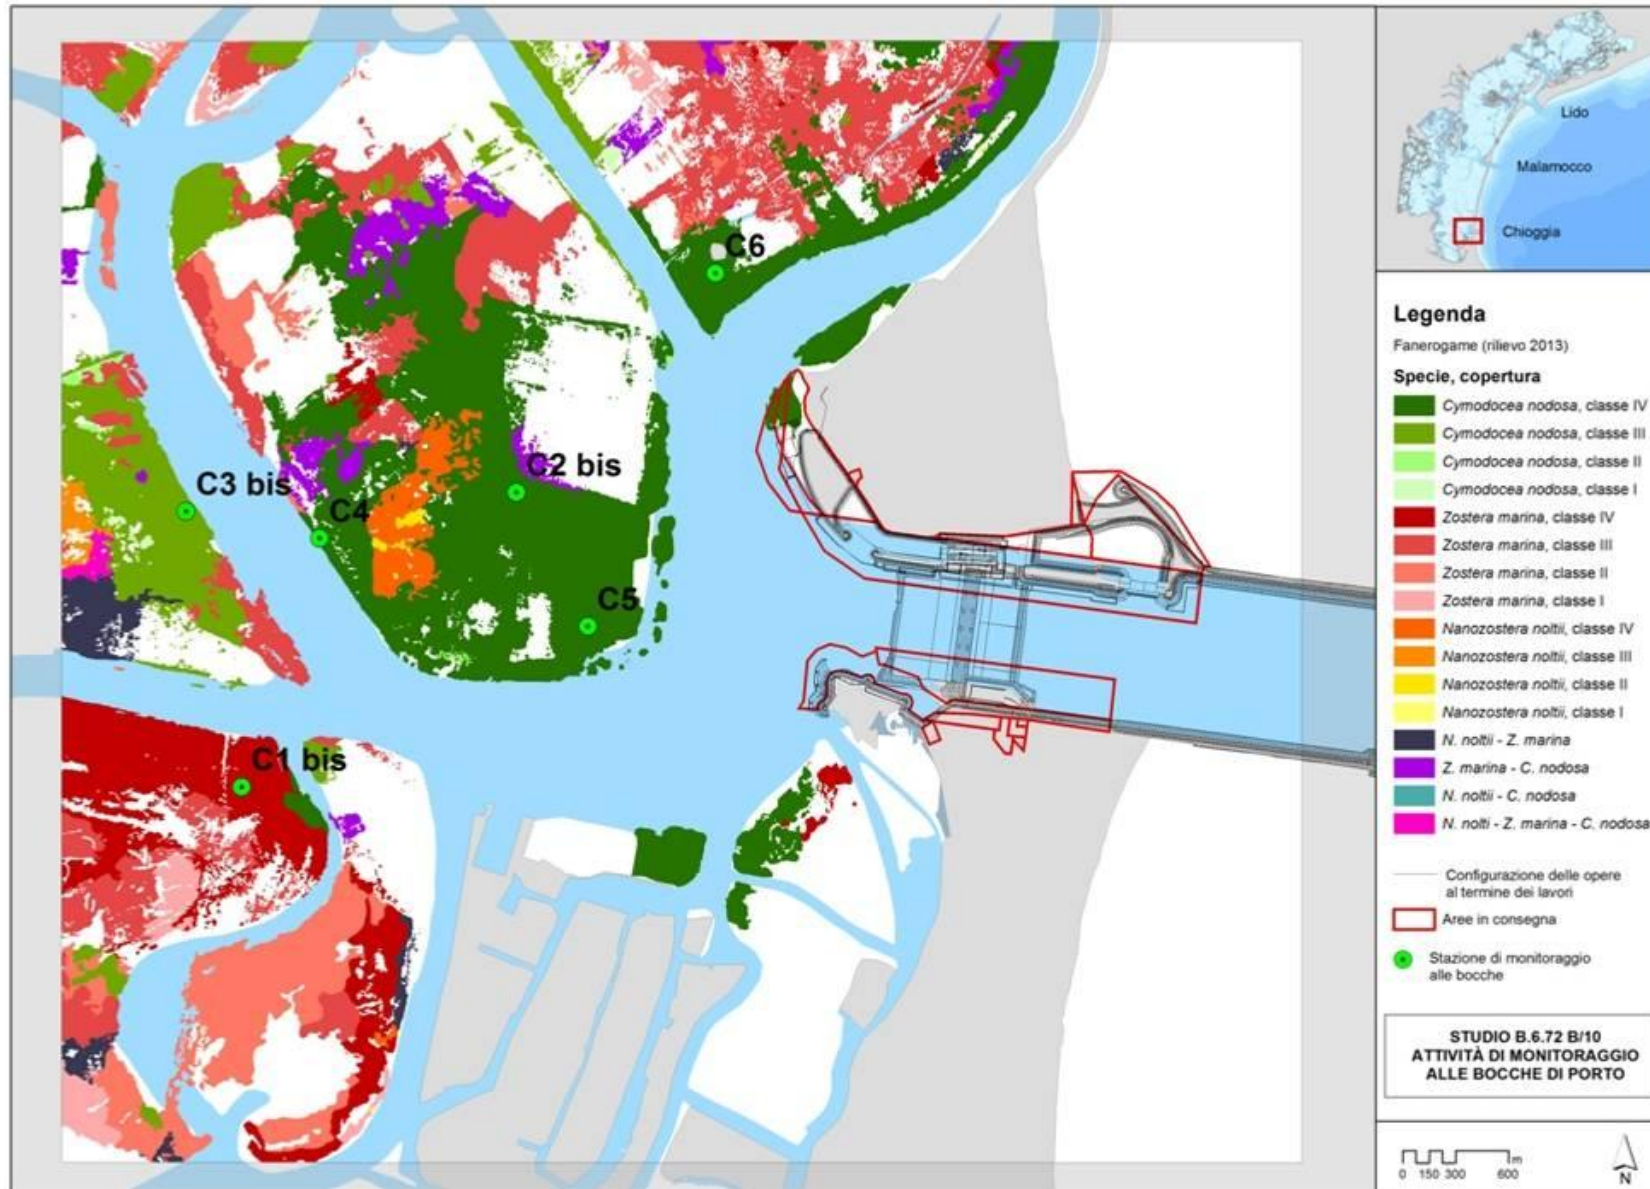 C6
C2 bis
C3 bis
C4
C5
C1 bis
Lido
Malamocco
Chioggia
Legenda
Fanerogame (rilievo 2013)
Specie, copertura
Cymodocea nodosa, classe IV
Cymodocea nodosa, classe III
Cymodocea nodosa, classe II
Cymodocea nodosa, classe I
Zostera marina, classe IV
Zostera marina, classe III
Zostera marina, classe II
Zostera marina, classe I
Nanozostera noltii, classe IV
Nanozostera noltii, classe III
Nanozostera noltii, classe II
Nanozostera noltii, classe I
N. noltii - Z. marina
Z. marina - C. nodosa
N. noltii - C. nodosa
N. nolti - Z. marina - C. nodosa
Configurazione delle opere
al termine dei lavori
Aree in consegna
Stazione di monitoraggio
alle bocche
STUDIO B.6.72 B/10
ATTIVITÀ DI MONITORAGGIO
ALLE BOCCHE DI PORTO
m
0 150 300 600
N